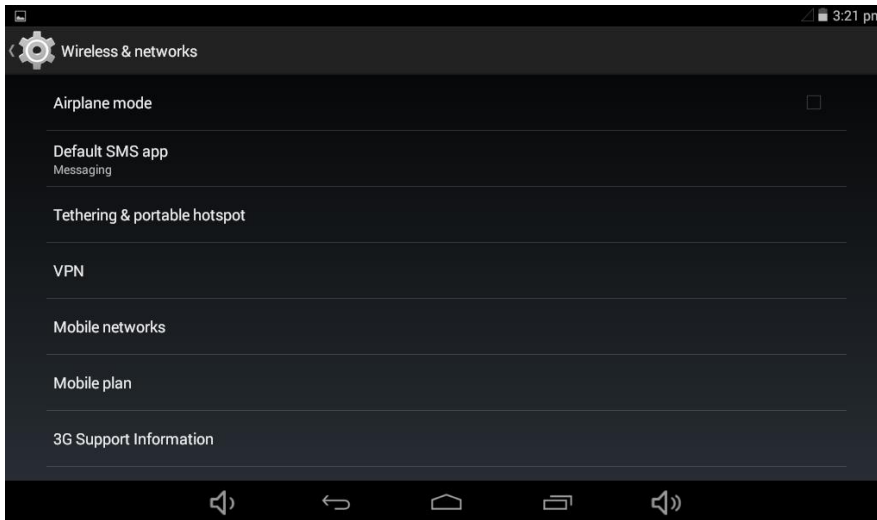 3:21 pm
Wireless & networks
Airplane mode
Default SMS app
Messaging
Tethering & portable hotspot
VPN
Mobile networks
Mobile plan
3G Support Information